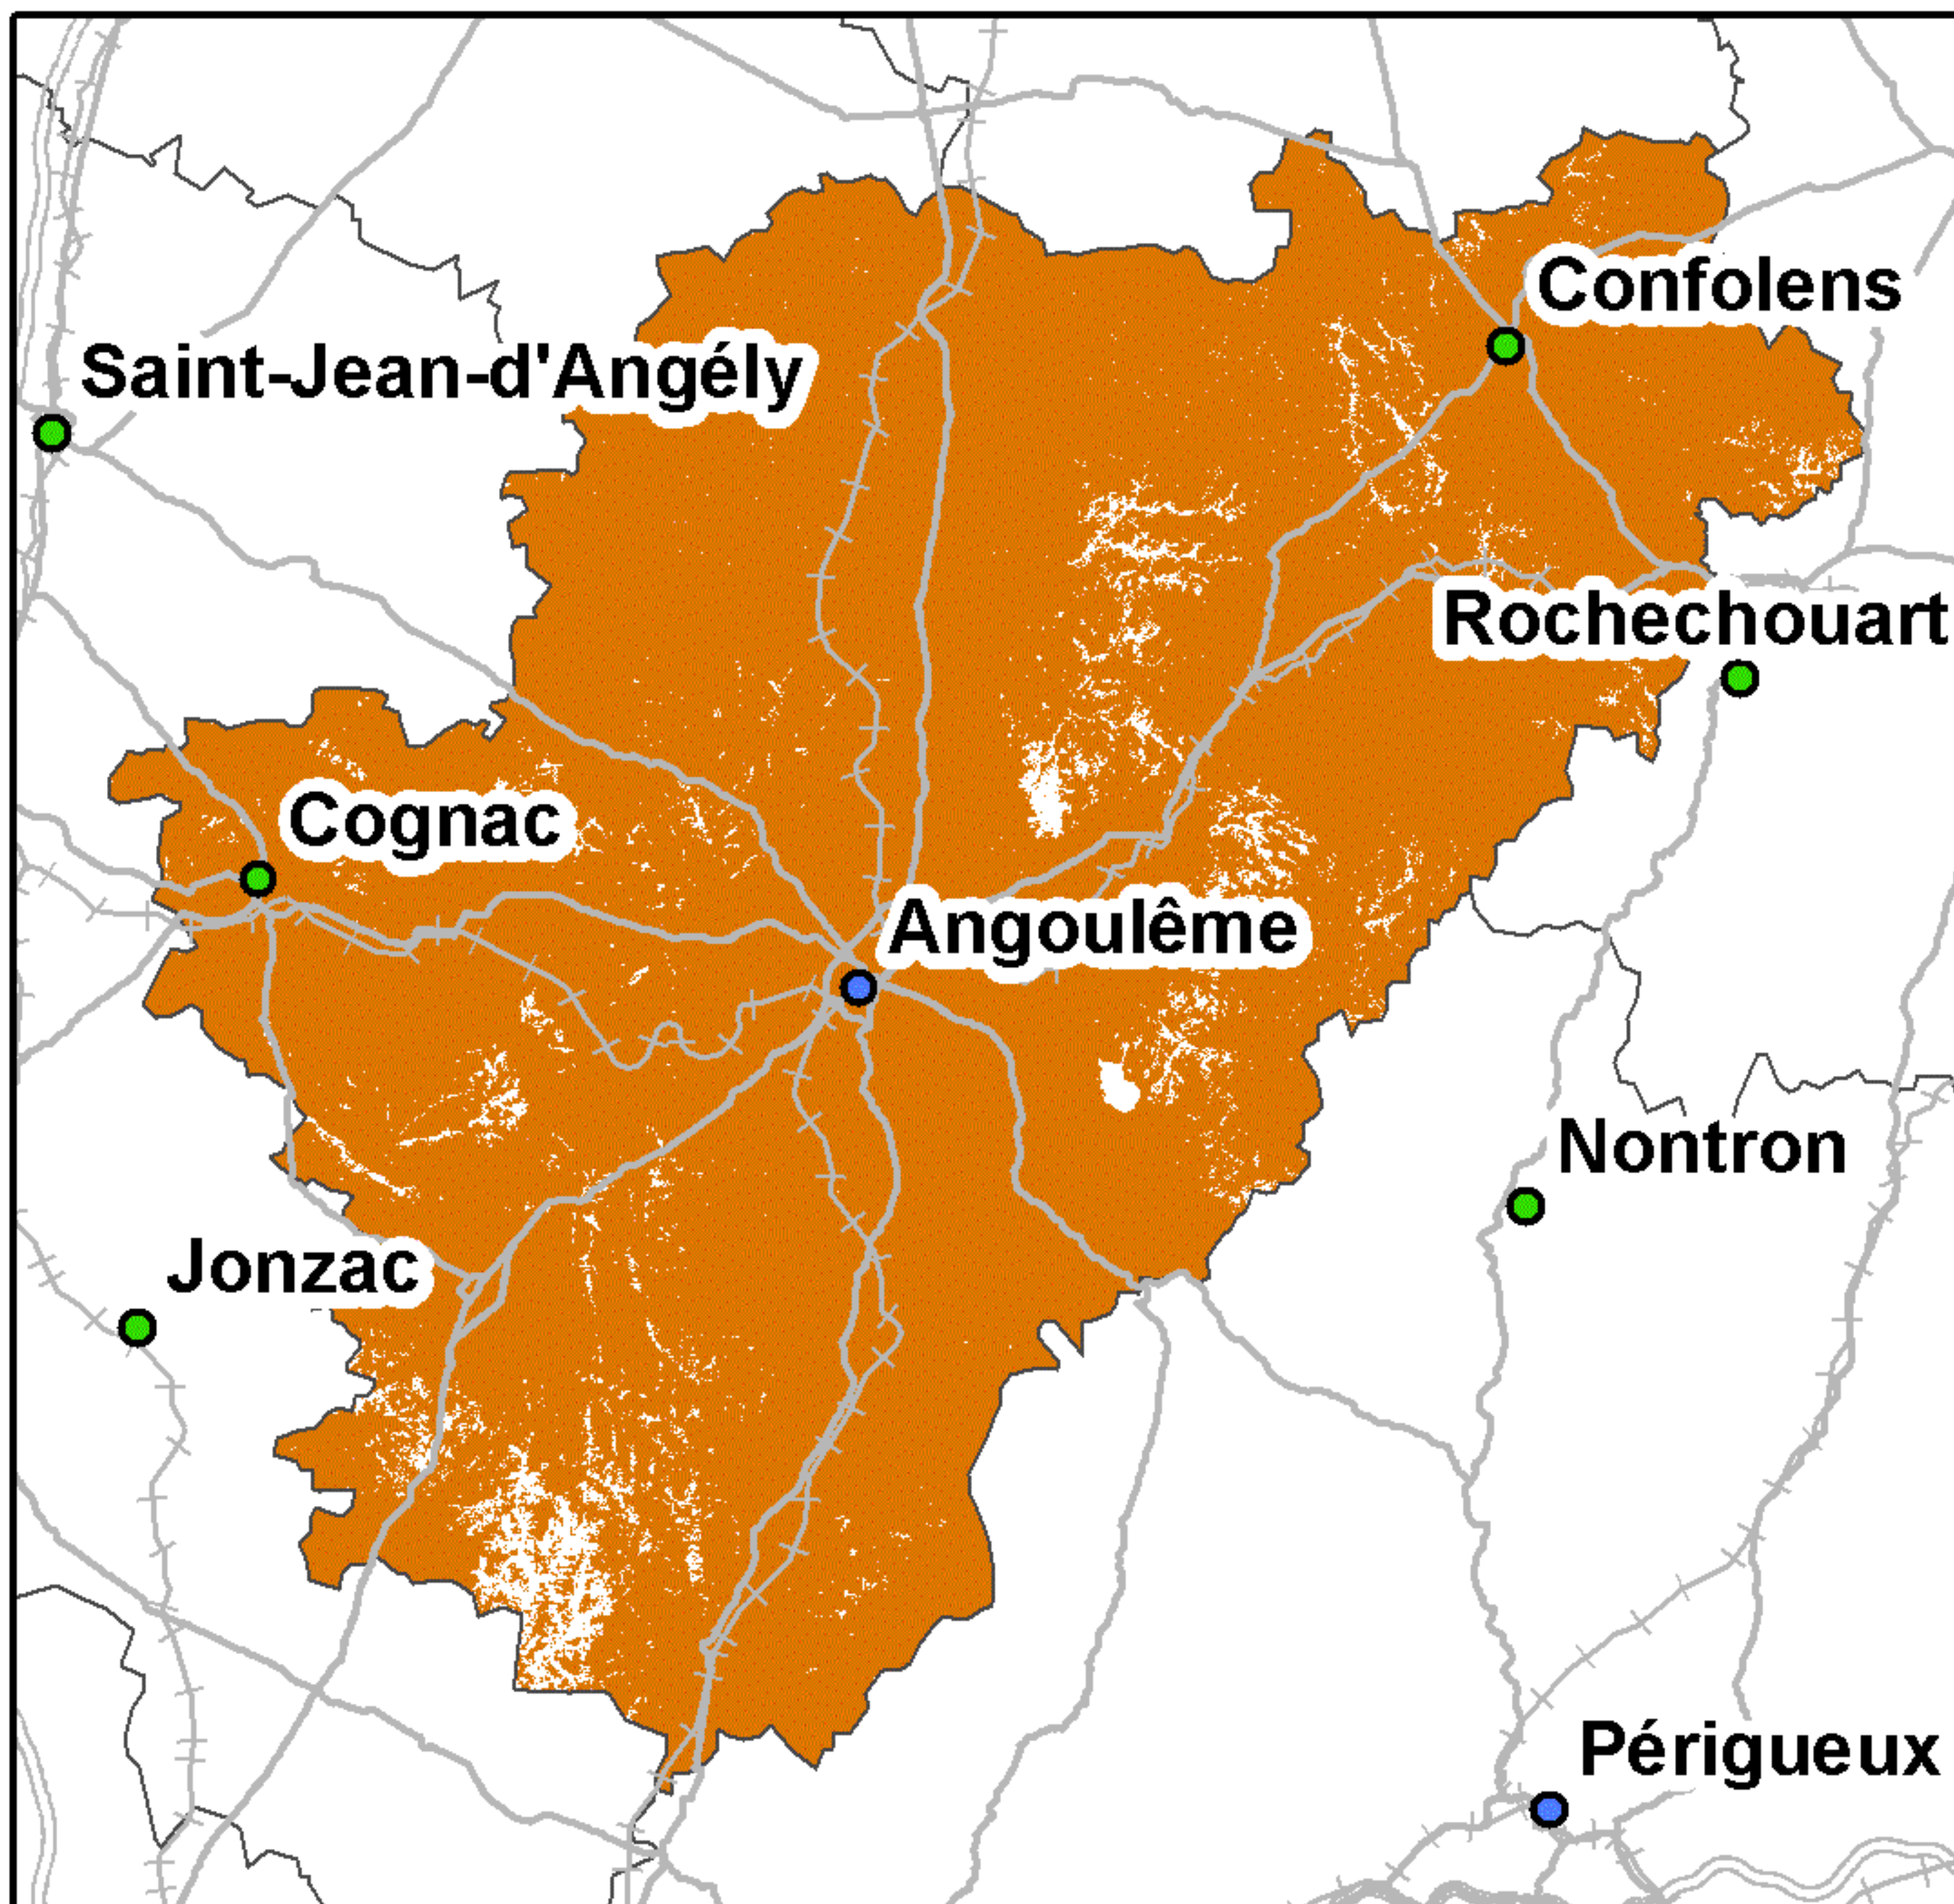 Confolens
Saint-Jean-d'Angély
Rochechouart
Cognac
Angoulême
Nontron
Jonzac
Périgueux